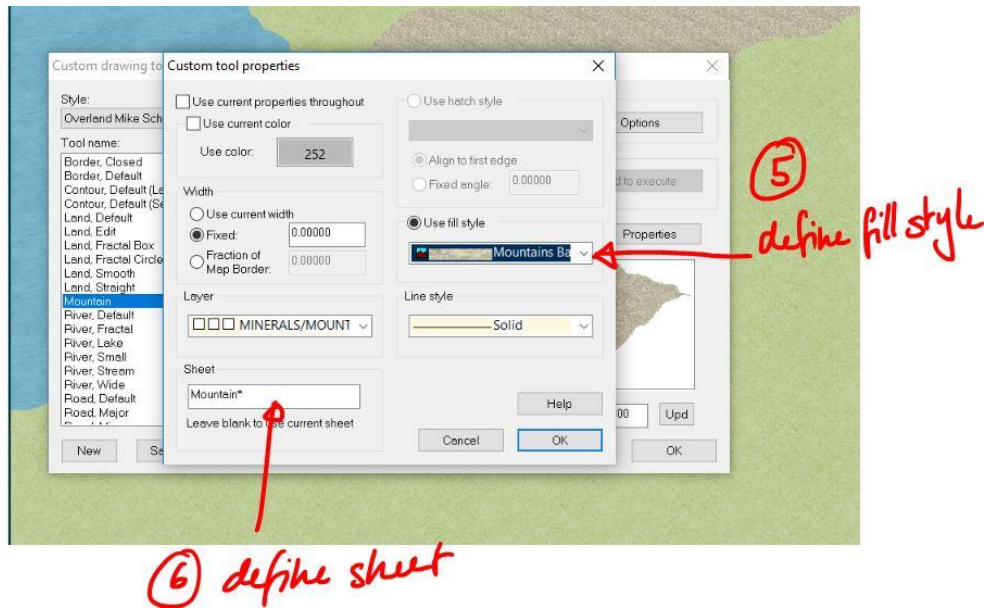 Custom drawing to
Style:
Overland Mike Sch
Tool name:
Border, Closed
Border, Default
Contour, Default (La
Contour, Default (Se
Land, Default
Land, Edit
Land, Fractal Box
Land, Fractal Circle
Land, Smooth
Land, Straight
Mountain
River, Default
River, Fractal
River, Lake
River, Small
River, Stream
River, Wide
Road, Default
Road, Major
New
Sa
Custom tool properties
Use current properties throughout
Use current color
Use color:
252
Width
Use current width
Fixed:
0.00000
Fraction of
Map Border:
0.00000
Layer
MINERALS/MOUNT
Sheet
Mountain*
Leave blank to use current sheet
Use hatch style
Align to first edge
Fixed angle:
0.00000
Use fill style
Mountains Ba
Line style
Solid
Help
Cancel
OK
Options
d to execute
Properties
00
Upd
OK
5
define fill style
6 define sheet